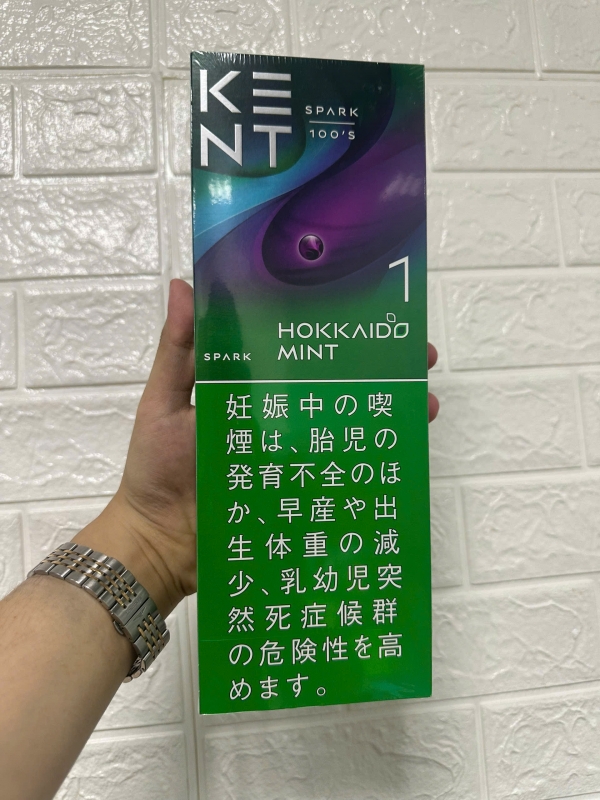 KENT
SPARK
100'S
1
HOKKAIDO
MINT
SPARK
妊娠中の喫
煙は、胎児の
発育不全のほ
か、早産や出
生体重の減
少、乳幼児突
然死症候群
の危険性を高
めます。